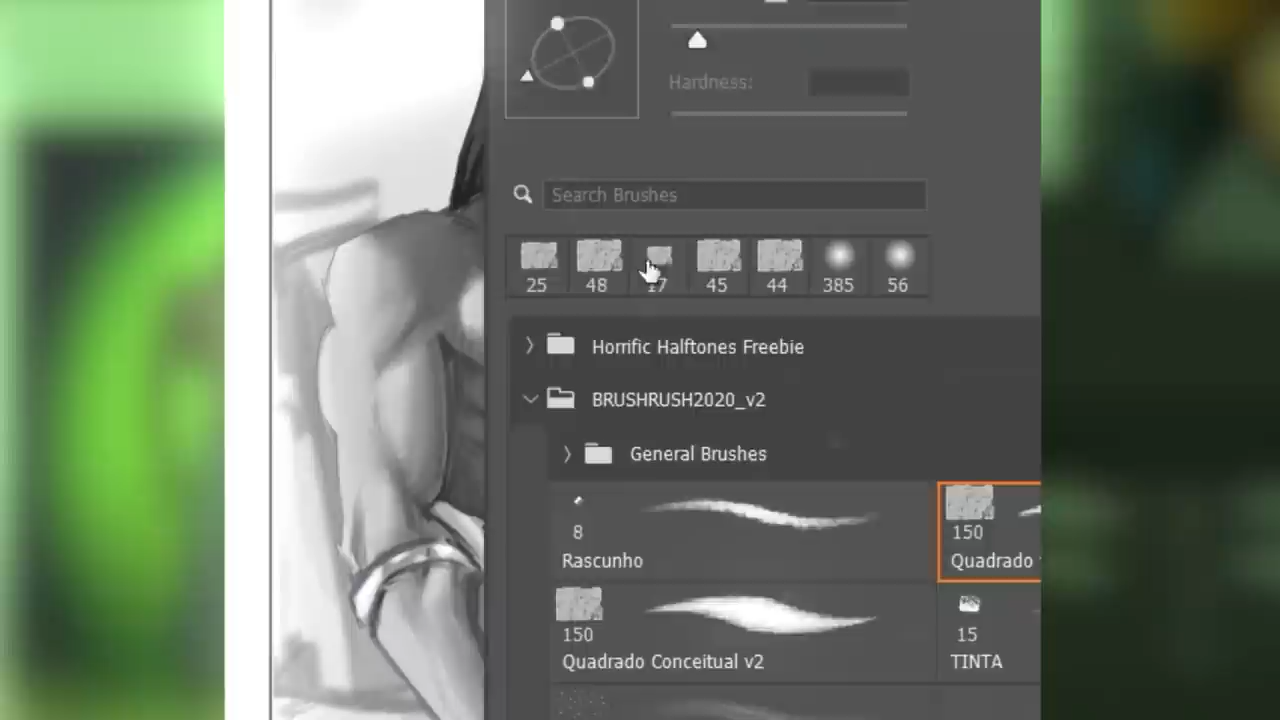 Hardness:
Search Brushes
25 48 17 45 44 385 56
Horrific Halftones Freebie
BRUSHRUSH2020_v2
General Brushes
8
150
Rascunho
Quadrado
150
15
Quadrado Conceitual v2
TINTA